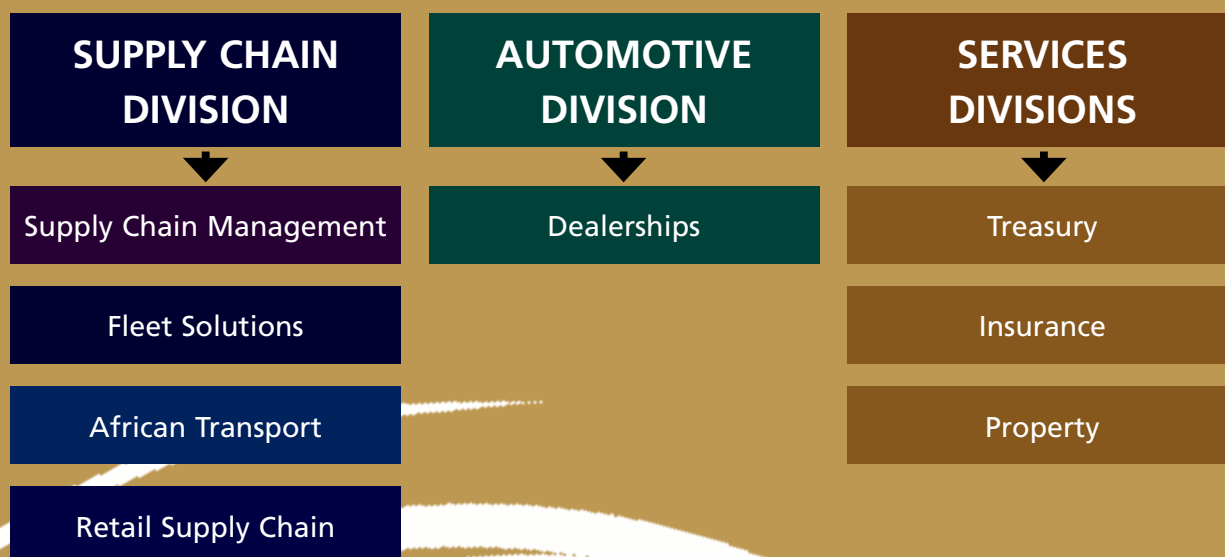 SUPPLY CHAIN
DIVISION
Supply Chain Management
Fleet Solutions
African Transport
Retail Supply Chain
AUTOMOTIVE
DIVISION
Dealerships
SERVICES
DIVISIONS
Treasury
Insurance
Property